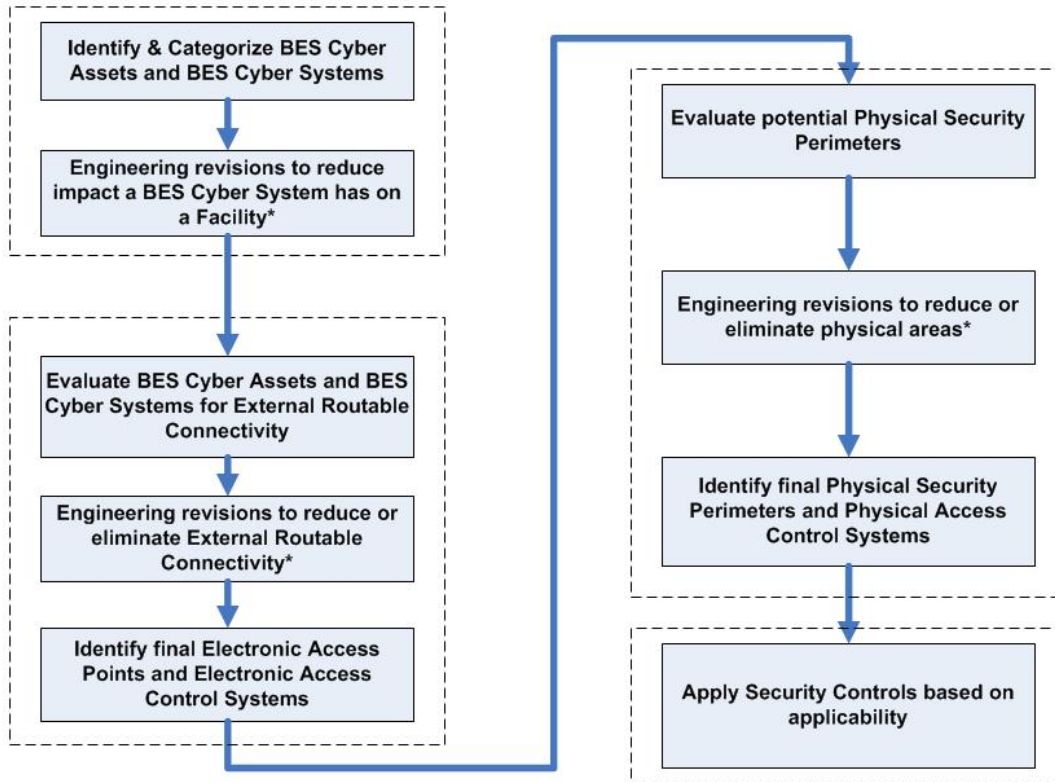 Identify & Categorize BES Cyber
Assets and BES Cyber Systems
Engineering revisions to reduce
impact a BES Cyber System has on
a Facility*
Evaluate BES Cyber Assets and BES
Cyber Systems for External Routable
Connectivity
Engineering revisions to reduce or
eliminate External Routable
Connectivity*
Identify final Electronic Access
Points and Electronic Access
Control Systems
Evaluate potential Physical Security
Perimeters
Engineering revisions to reduce or
eliminate physical areas*
Identify final Physical Security
Perimeters and Physical Access
Control Systems
Apply Security Controls based on
applicability